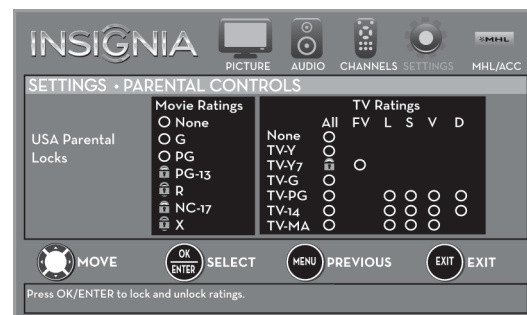 INSIGNIA
PICTURE AUDIO CHANNELS SETTINGS MHL/ACC
MHL
SETTINGS • PARENTAL CONTROLS
USA Parental
Locks
Movie Ratings
None
G
PG
PG-13
R
NC-17
X
TV Ratings
All FV L S V D
None
TV-Y
TV-Y7
TV-G
TV-PG
TV-14
TV-MA
MOVE
OK
ENTER
SELECT
MENU PREVIOUS
EXIT EXIT
Press OK/ENTER to lock and unlock ratings.